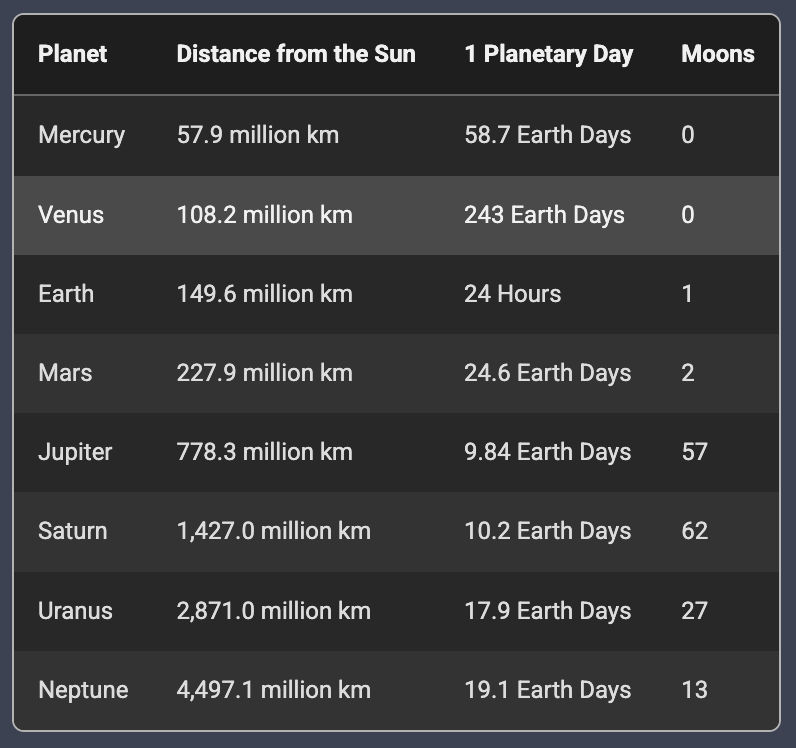 Planet Distance from the Sun 1 Planetary Day Moons
Mercury 57.9 million km 58.7 Earth Days 0
Venus 108.2 million km 243 Earth Days 0
Earth 149.6 million km 24 Hours 1
Mars 227.9 million km 24.6 Earth Days 2
Jupiter 778.3 million km 9.84 Earth Days 57
Saturn 1,427.0 million km 10.2 Earth Days 62
Uranus 2,871.0 million km 17.9 Earth Days 27
Neptune 4,497.1 million km 19.1 Earth Days 13